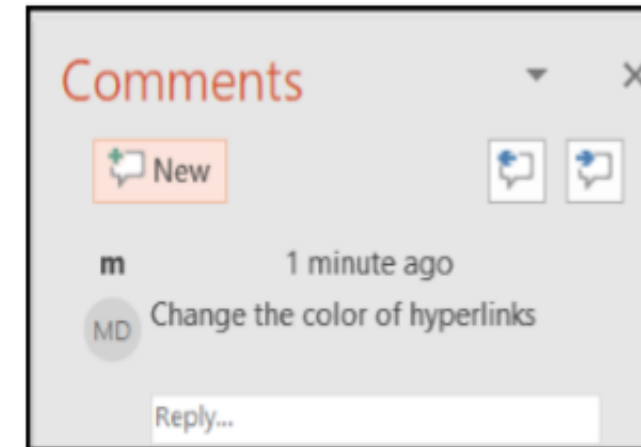 Comments
New
m 1 minute ago
MD Change the color of hyperlinks
Reply...